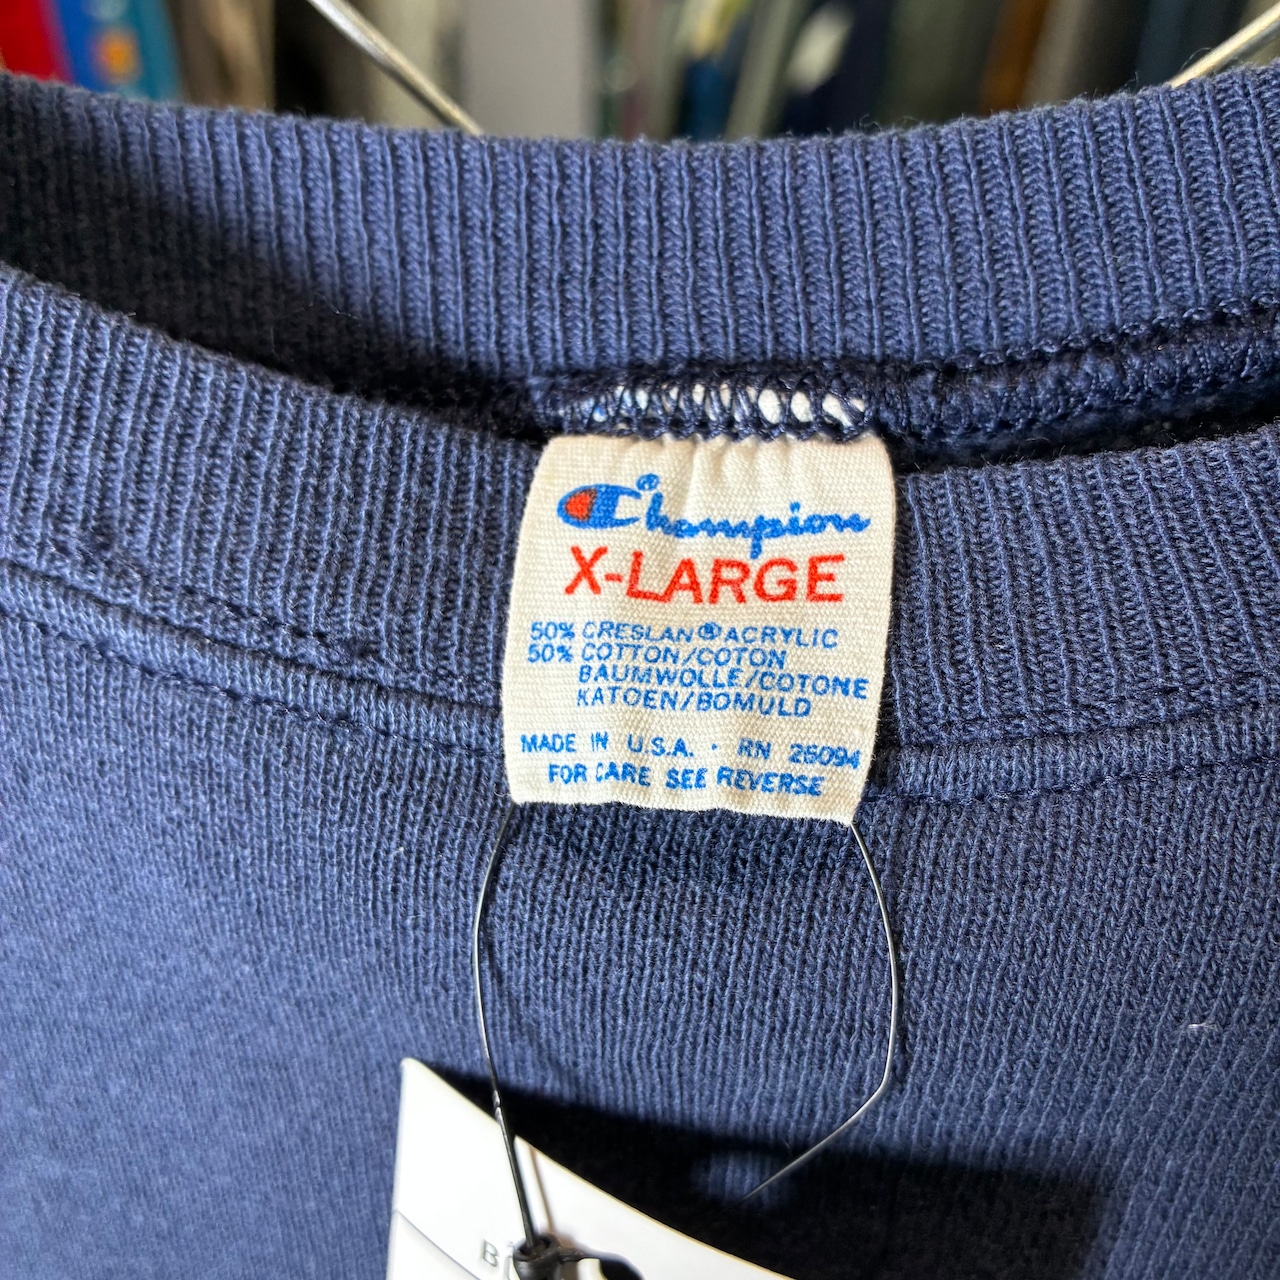 Champion®
X-LARGE
50% CRESLAN® ACRYLIC
50% COTTON/COTON
BAUMWOLLE/COTONE
KATOEN/BOMULD
MADE IN U.S.A. · RN 26094
FOR CARE SEE REVERSE